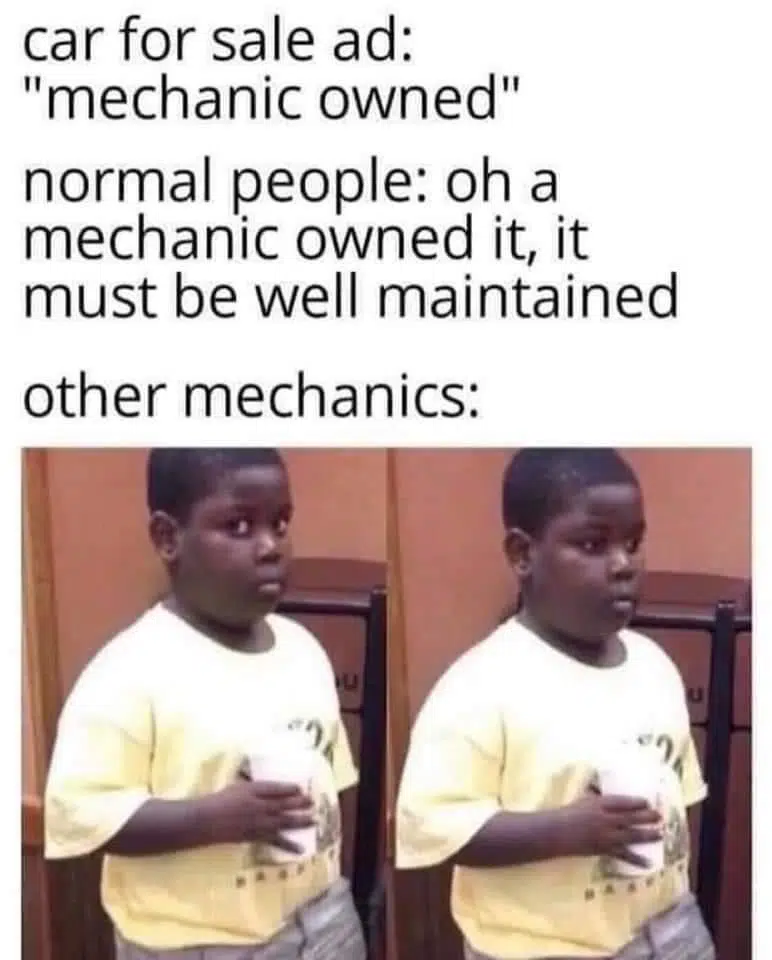 car for sale ad:
"mechanic owned"
normal people: oh a
mechanic owned it, it
must be well maintained
other mechanics: